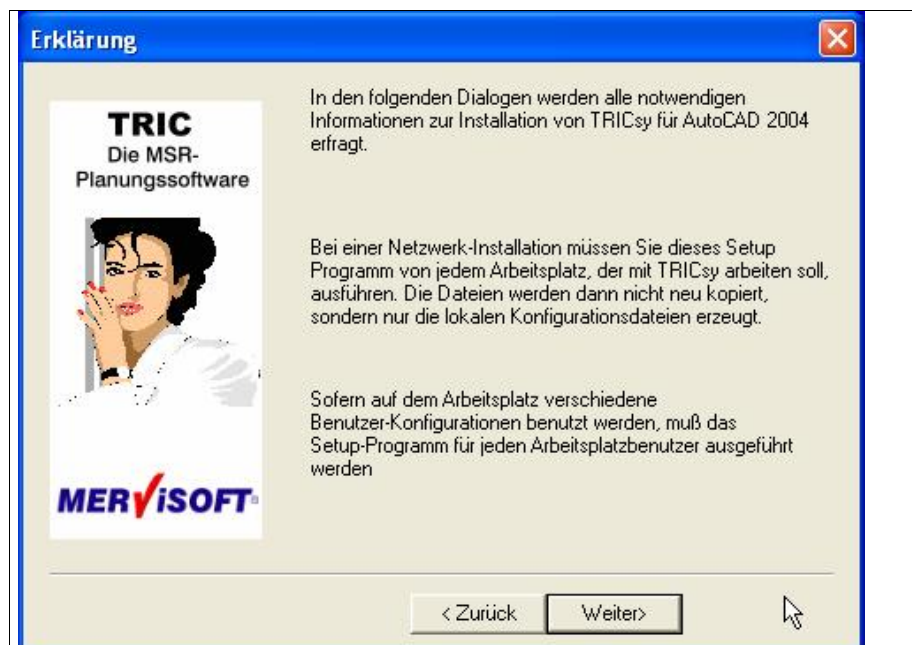 Erklärung
TRIC
Die MSR-
Planungssoftware
MERViSOFT
In den folgenden Dialogen werden alle notwendigen
Informationen zur Installation von TRICsy für AutoCAD 2004
erfragt.
Bei einer Netzwerk-Installation müssen Sie dieses Setup
Programm von jedem Arbeitsplatz, der mit TRICsy arbeiten soll,
ausführen. Die Dateien werden dann nicht neu kopiert,
sondern nur die lokalen Konfigurationsdateien erzeugt.
Sofern auf dem Arbeitsplatz verschiedene
Benutzer-Konfigurationen benutzt werden, muß das
Setup-Programm für jeden Arbeitsplatzbenutzer ausgeführt
werden
< Zurück
Weiter>